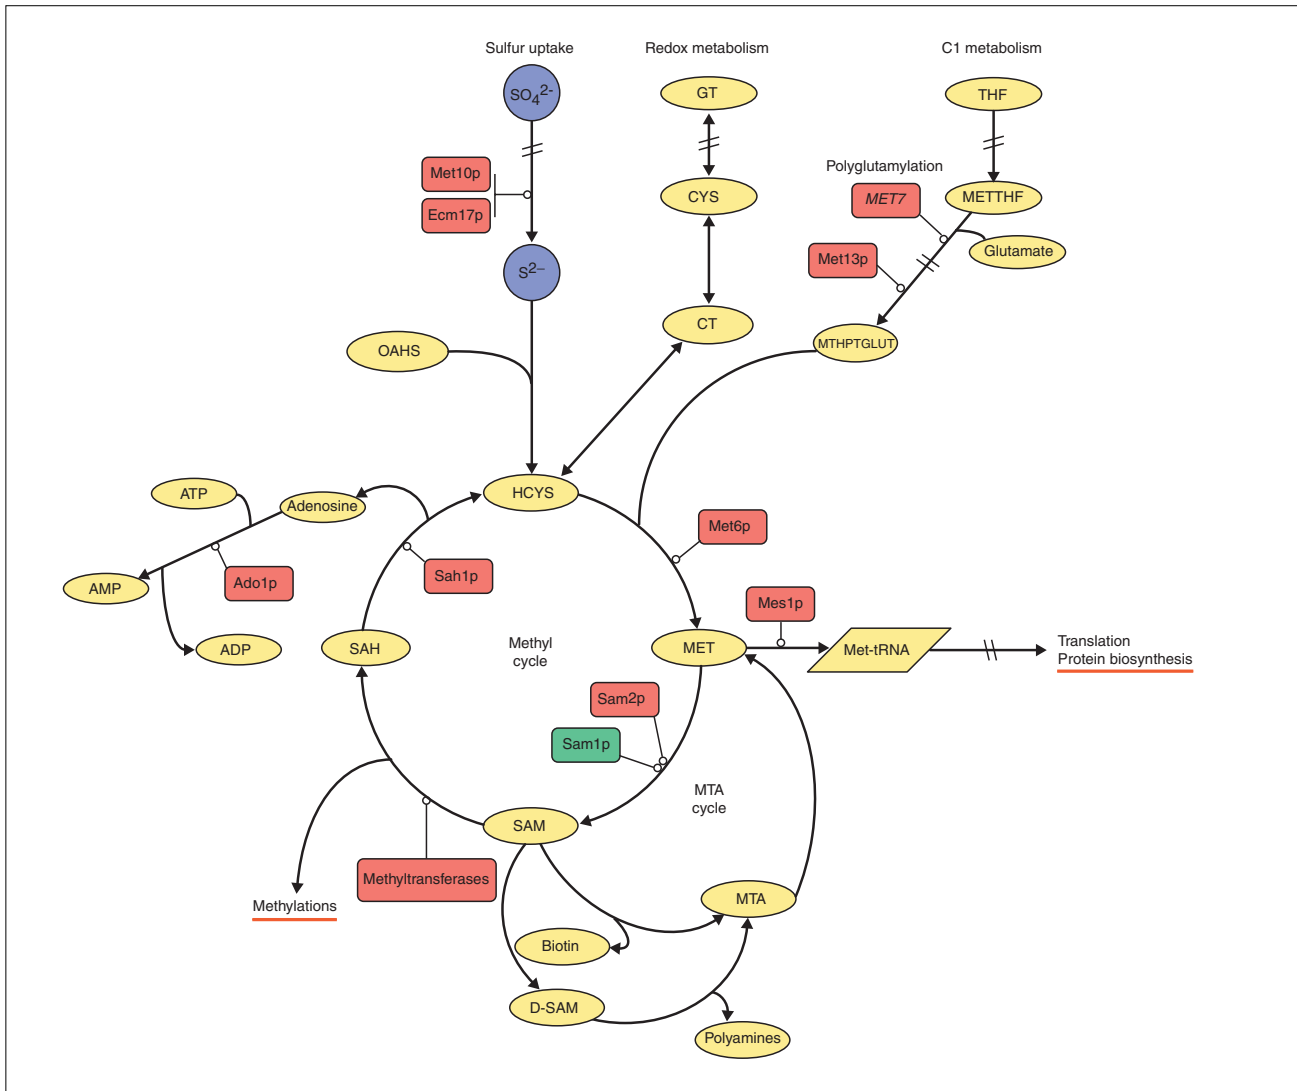 Sulfur uptake
Redox metabolism
C1 metabolism
SO₄²⁻
GT
THF
Met10p
Ecm17p
Polyglutamylation
MET7
CYS
METTHF
Glutamate
Met13p
S²⁻
CT
MTHPTGLUT
OAHS
ATP
Adenosine
HCYS
Met6p
AMP
Ado1p
Sah1p
Mes1p
ADP
SAH
Methyl
cycle
MET
Met-tRNA
Translation
Protein biosynthesis
Sam2p
Sam1p
MTA
cycle
SAM
Methyltransferases
Methylations
MTA
Biotin
D-SAM
Polyamines